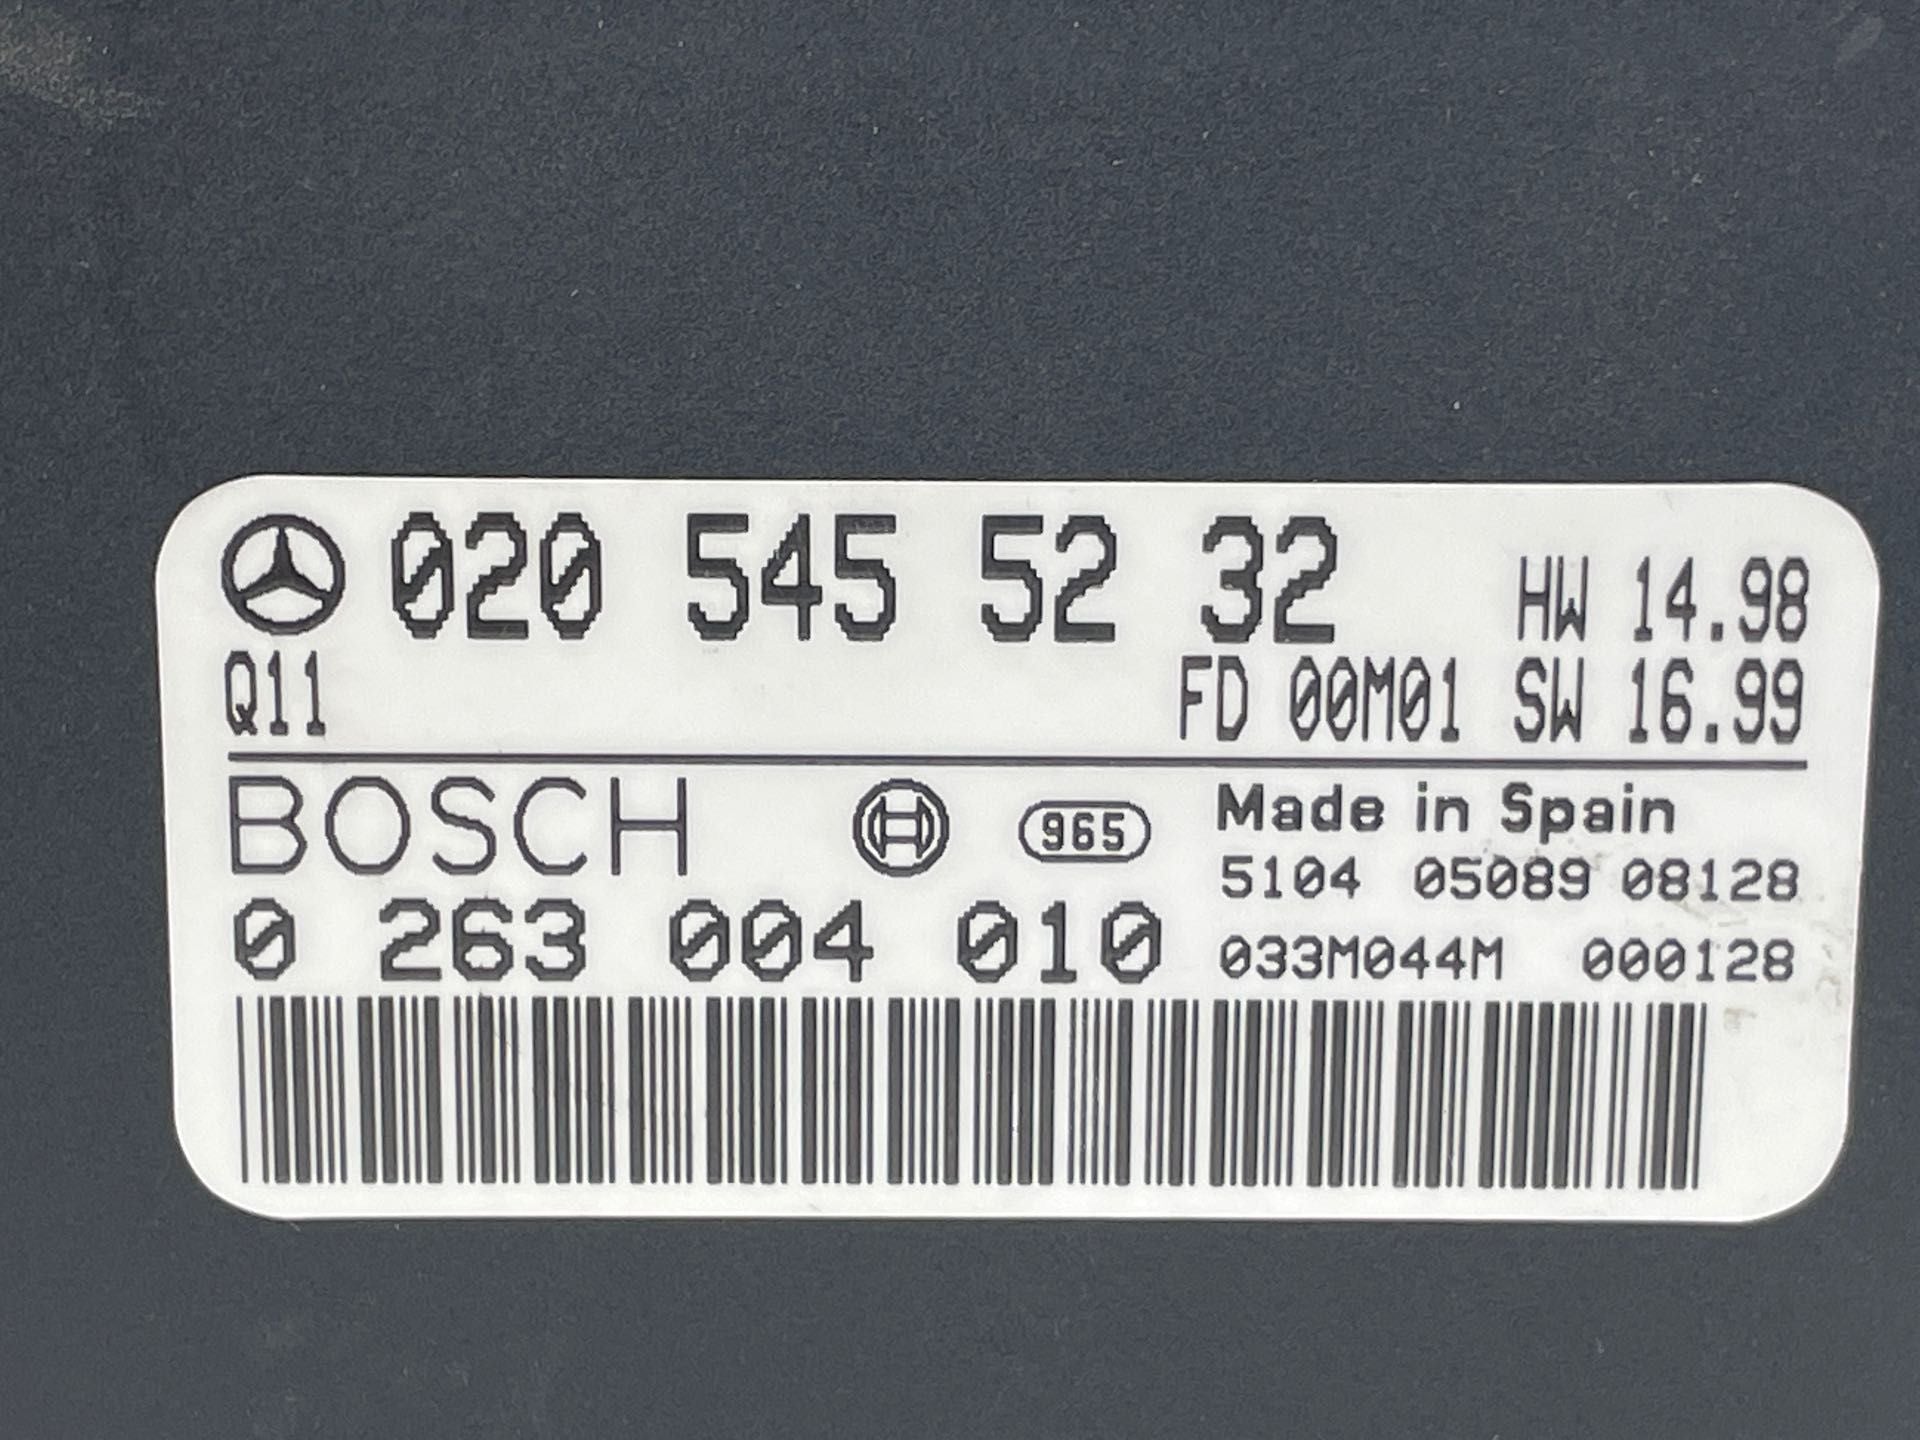 020 545 52 32 HW 14.98
Q11 FD 00M01 SW 16.99
BOSCH 965 Made in Spain
5104 05089 08128
0 263 004 010 033M044M 000128